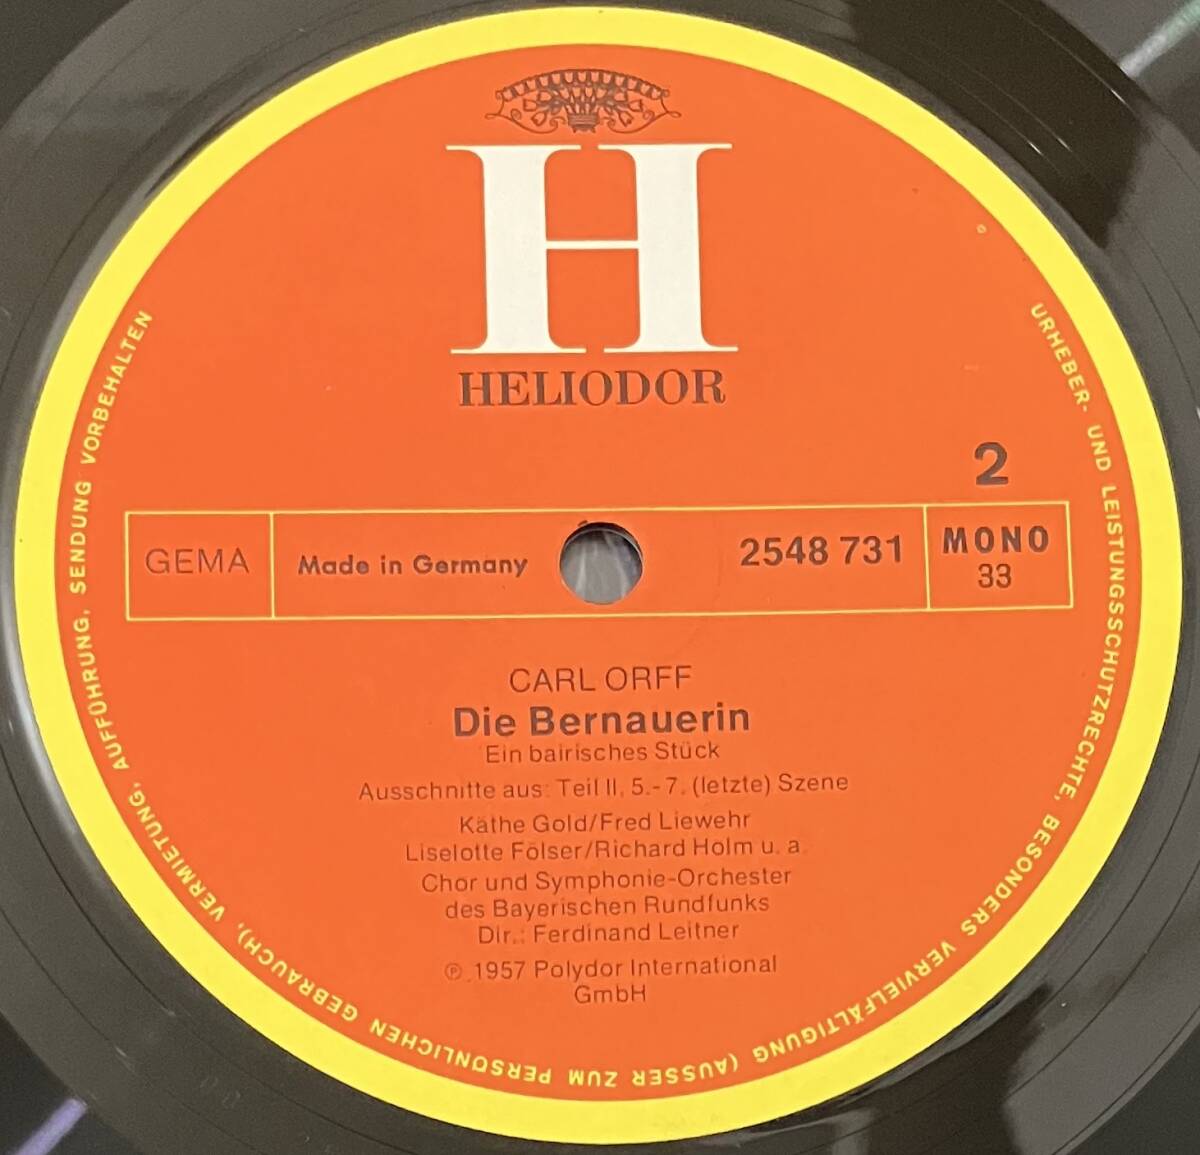 H
HELIODOR
2
GEMA
Made in Germany
2548 731
MONO
33
CARL ORFF
Die Bernauerin
Ein bairisches Stück
Ausschnitte aus: Teil II, 5.-7. (letzte) Szene
Käthe Gold/Fred Liewehr
Liselotte Fölser/Richard Holm u. a.
Chor und Symphonie-Orchester
des Bayerischen Rundfunks
Dir.: Ferdinand Leitner
℗ 1957 Polydor International
GmbH
URHEBER- UND LEISTUNGSSCHUTZRECHTE, BESONDERS VERVIELFÄLTIGUNG (AUSSER ZUM PERSÖNLICHEN GEBRAUCH), VERMIETUNG, AUFFÜHRUNG, SENDUNG VORBEHALTEN